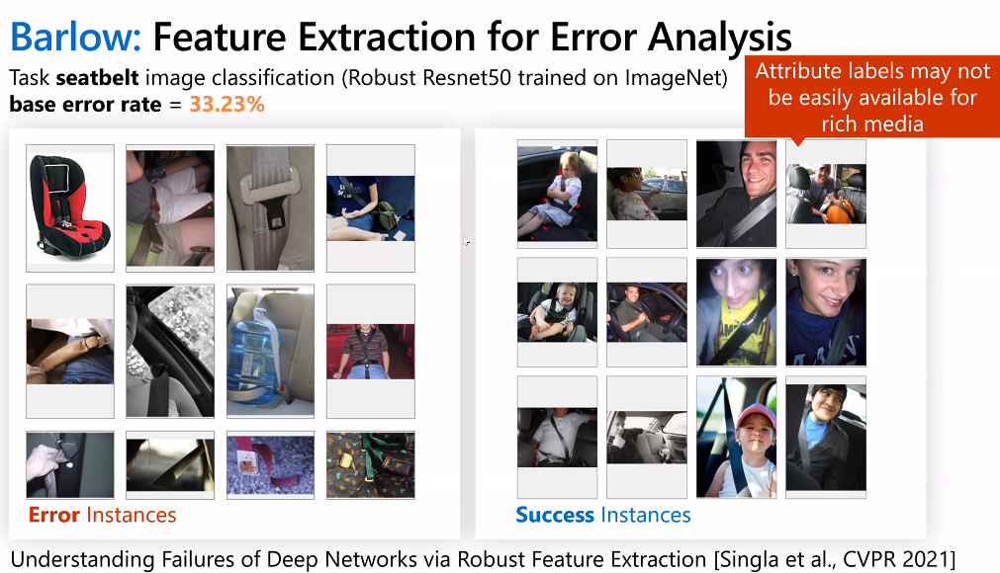 Barlow: Feature Extraction for Error Analysis
Task seatbelt image classification (Robust Resnet50 trained on ImageNet)
base error rate = 33.23%
Attribute labels may not
be easily available for
rich media
Error Instances
Success Instances
Understanding Failures of Deep Networks via Robust Feature Extraction [Singla et al., CVPR 2021]